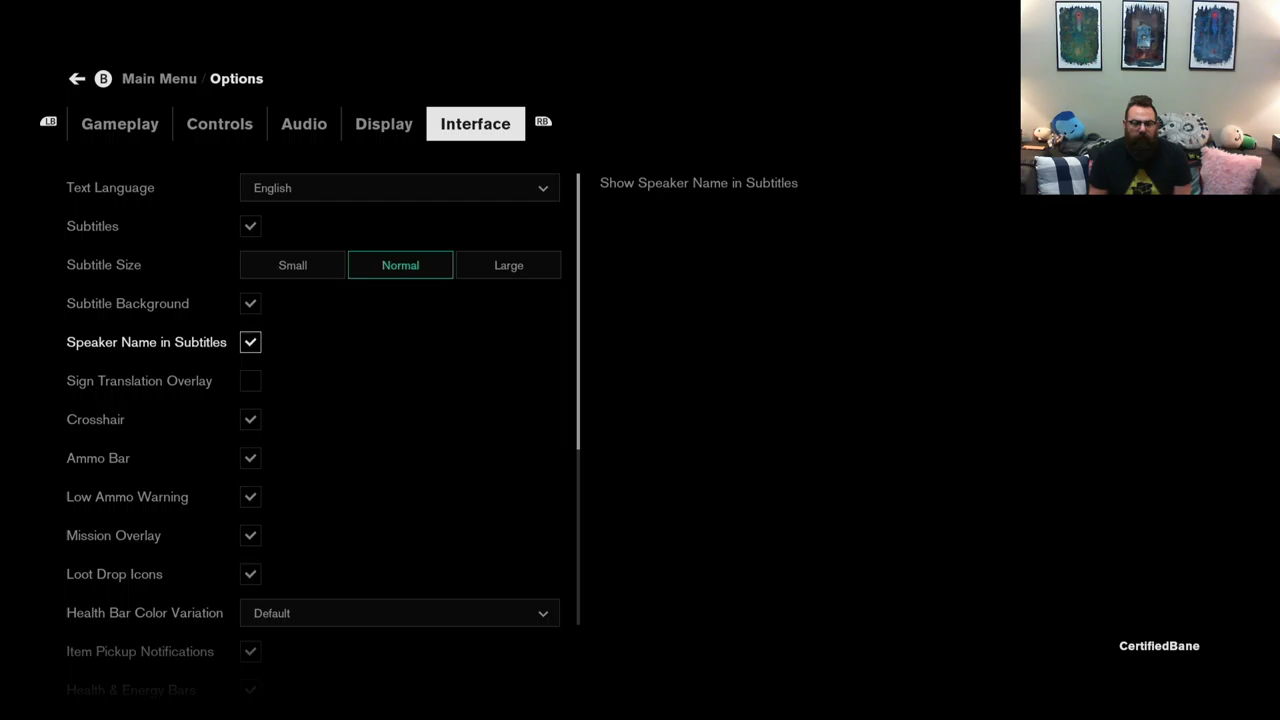 B Main Menu / Options
LB Gameplay Controls Audio Display Interface RB
Text Language English
Show Speaker Name in Subtitles
Subtitles
Subtitle Size Small Normal Large
Subtitle Background
Speaker Name in Subtitles
Sign Translation Overlay
Crosshair
Ammo Bar
Low Ammo Warning
Mission Overlay
Loot Drop Icons
Health Bar Color Variation Default
Item Pickup Notifications
CertifiedBane
Health & Energy Bars